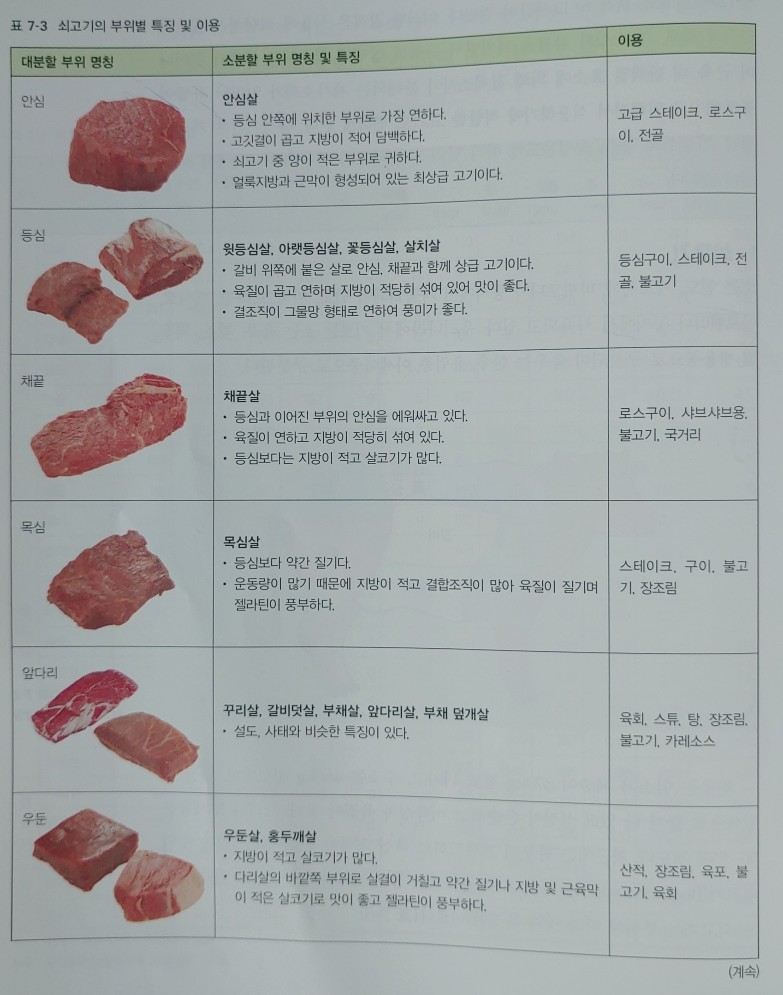 표 7-3 쇠고기의 부위별 특징 및 이용
대분할 부위 명칭
소분할 부위 명칭 및 특징
이용
안심
안심살
• 등심 안쪽에 위치한 부위로 가장 연하다.
• 고깃결이 곱고 지방이 적어 담백하다.
• 쇠고기 중 양이 적은 부위로 귀하다.
• 얼룩지방과 근막이 형성되어 있는 최상급 고기이다.
고급 스테이크, 로스구
이, 전골
등심
윗등심살, 아랫등심살, 꽃등심살, 살치살
• 갈비 위쪽에 붙은 살로 안심, 채끝과 함께 상급 고기이다.
• 육질이 곱고 연하며 지방이 적당히 섞여 있어 맛이 좋다.
• 결조직이 그물망 형태로 연하여 풍미가 좋다.
등심구이, 스테이크, 전
골, 불고기
채끝
채끝살
• 등심과 이어진 부위의 안심을 에워싸고 있다.
• 육질이 연하고 지방이 적당히 섞여 있다.
• 등심보다는 지방이 적고 살코기가 많다.
로스구이, 샤브샤브용,
불고기, 국거리
목심
목심살
• 등심보다 약간 질기다.
• 운동량이 많기 때문에 지방이 적고 결합조직이 많아 육질이 질기며
젤라틴이 풍부하다.
스테이크, 구이, 불고
기, 장조림
앞다리
꾸리살, 갈비덧살, 부채살, 앞다리살, 부채 덮개살
• 설도, 사태와 비슷한 특징이 있다.
육회, 스튜, 탕, 장조림,
불고기, 카레소스
우둔
우둔살, 홍두깨살
• 지방이 적고 살코기가 많다.
• 다리살의 바깥쪽 부위로 살결이 거칠고 약간 질기나 지방 및 근육막
이 적은 살코기로 맛이 좋고 젤라틴이 풍부하다.
산적, 장조림, 육포, 불
고기, 육회
(계속)